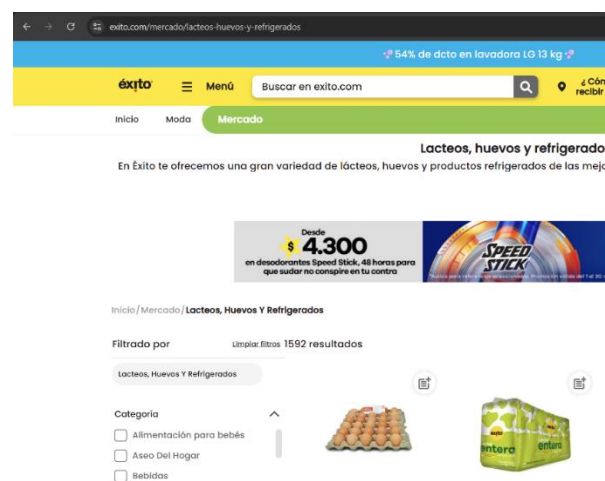 exito.com/mercado/lacteos-huevos-y-refrigerados
54% de dcto en lavadora LG 13 kg
éxito
Menú
Buscar en exito.com
¿Cóm
recibir
Inicio
Moda
Mercado
Lacteos, huevos y refrigerado
En Éxito te ofrecemos una gran variedad de lácteos, huevos y productos refrigerados de las mejo
Desde
$ 4.300
en desodorantes Speed Stick, 48 horas para
que sudar no conspire en tu contra
SPEED
STICK
Inicio/Mercado/Lacteos, Huevos Y Refrigerados
Filtrado por
Limpiar filtros
1592 resultados
Lacteos, Huevos Y Refrigerados
Categoría
Alimentación para bebés
Aseo Del Hogar
Bebidas
éxito
entera
entera